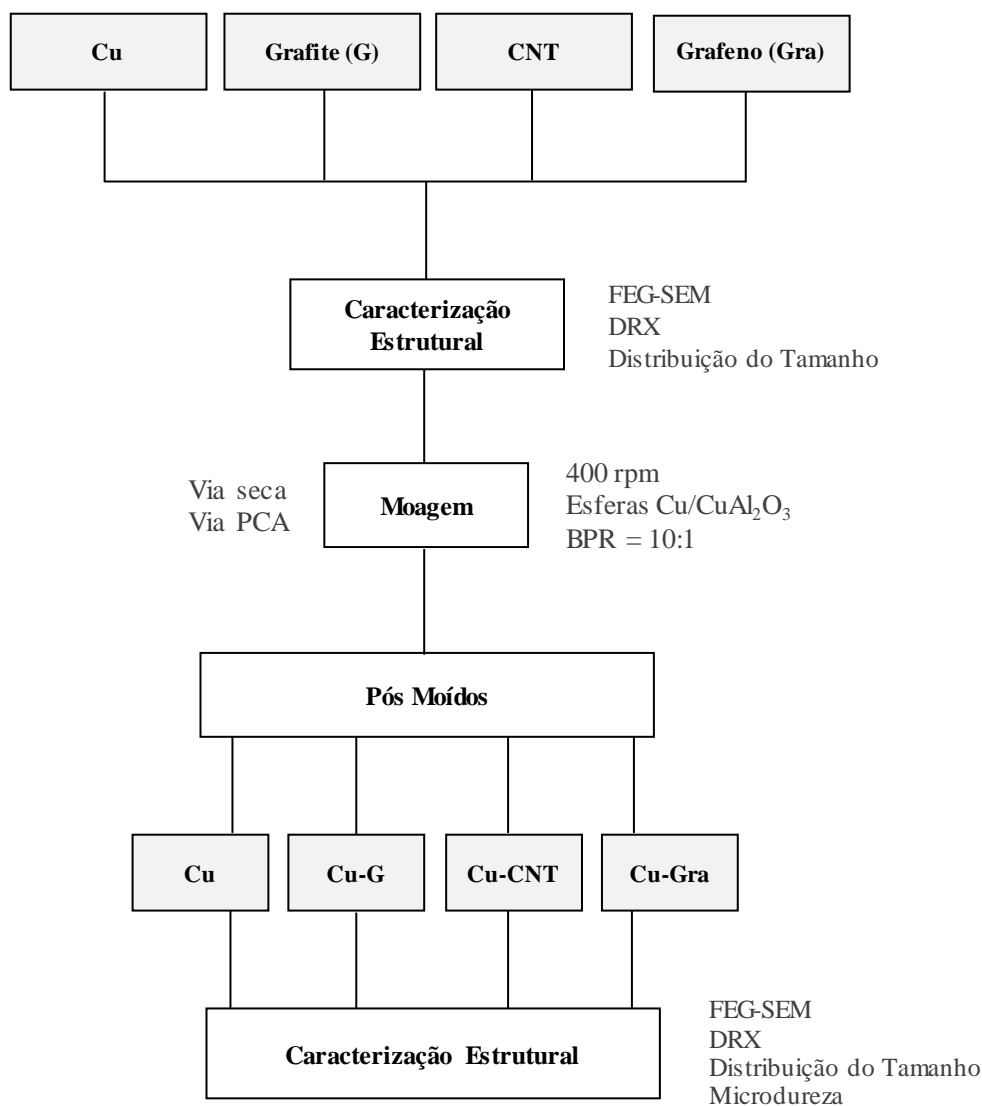 Cu
Grafite (G)
CNT
Grafeno (Gra)
Caracterização
Estrutural
FEG-SEM
DRX
Distribuição do Tamanho
Via seca
Via PCA
Moagem
400 rpm
Esferas Cu/CuAl₂O₃
BPR = 10:1
Pós Moídos
Cu
Cu-G
Cu-CNT
Cu-Gra
Caracterização Estrutural
FEG-SEM
DRX
Distribuição do Tamanho
Microdureza